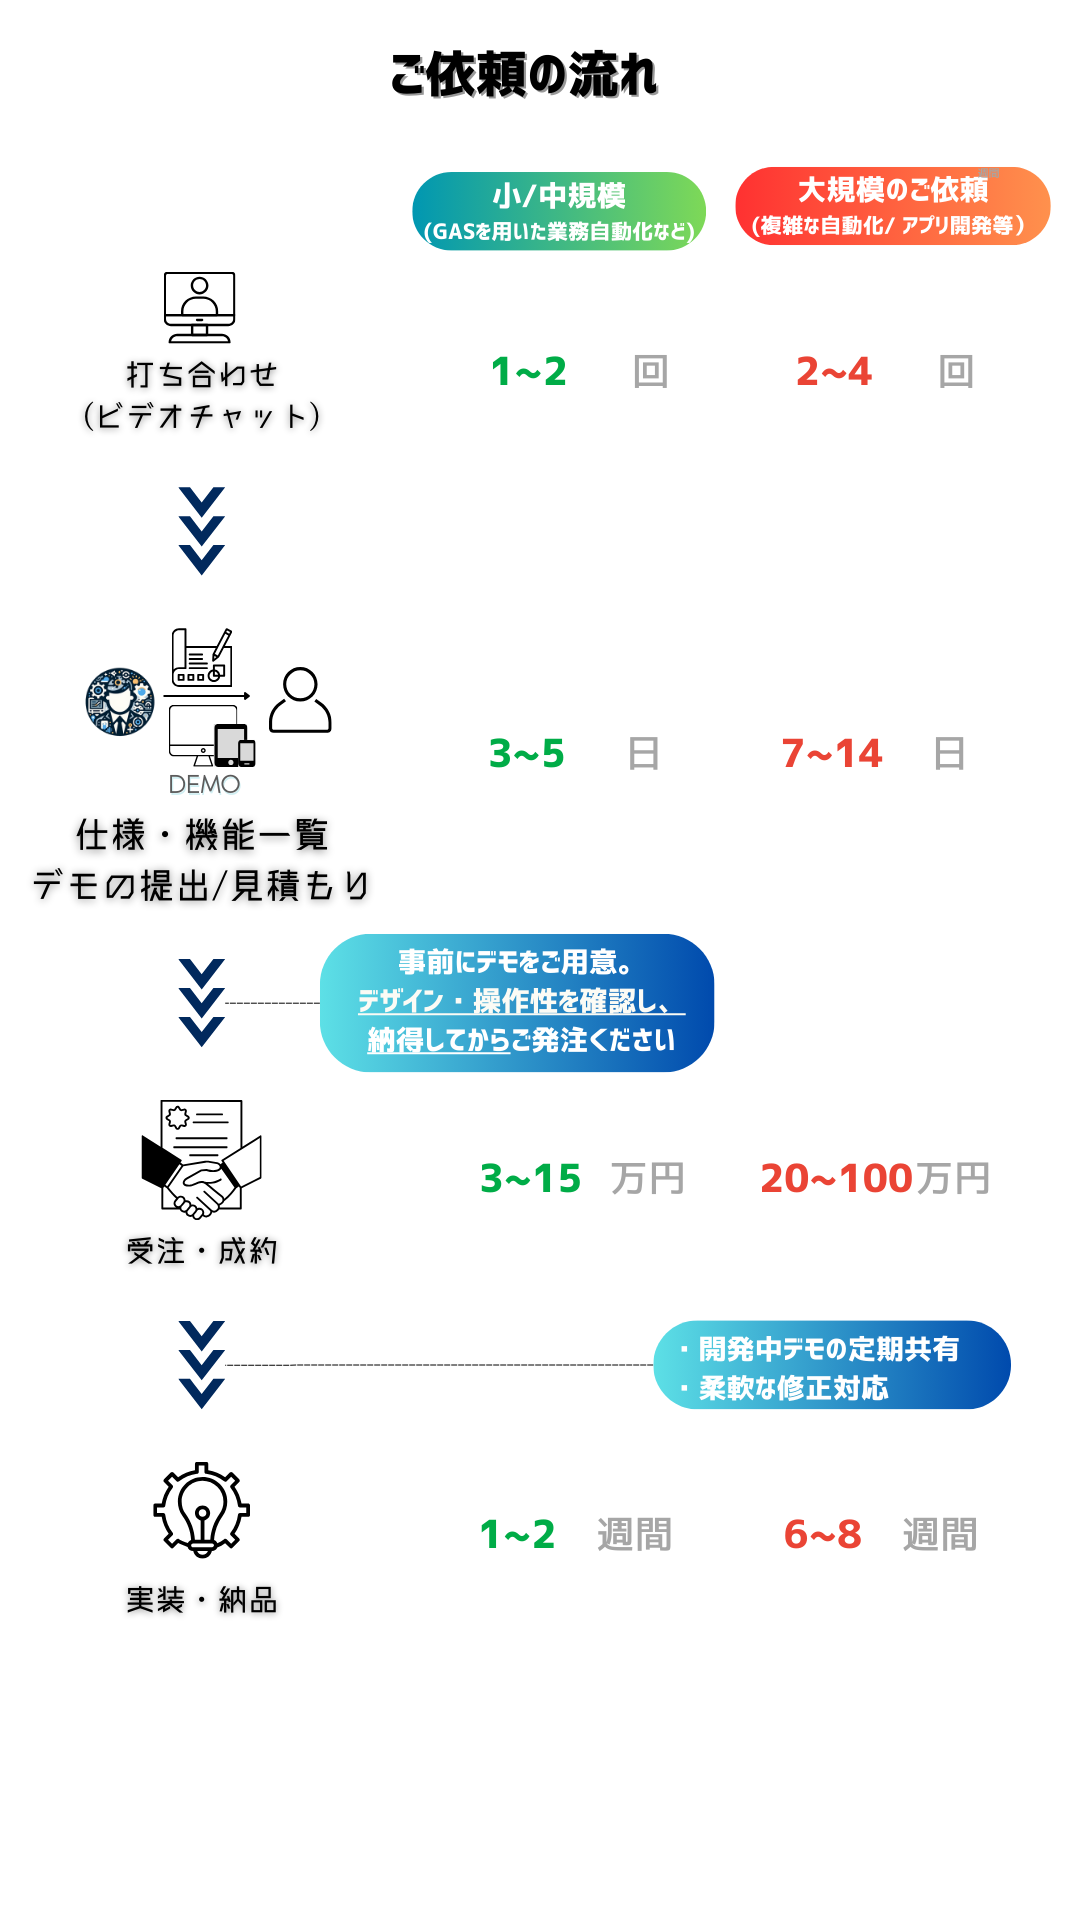 ご依頼の流れ
小/中規模
(GASを用いた業務自動化など)
大規模のご依頼
(複雑な自動化/ アプリ開発等)
打ち合わせ
(ビデオチャット)
1~2 回
2~4 回
DEMO
仕様・機能一覧
デモの提出/見積もり
3~5 日
7~14 日
事前にデモをご用意。
デザイン・操作性を確認し、
納得してからご発注ください
受注・成約
3~15 万円
20~100万円
・開発中デモの定期共有
・柔軟な修正対応
実装・納品
1~2 週間
6~8 週間